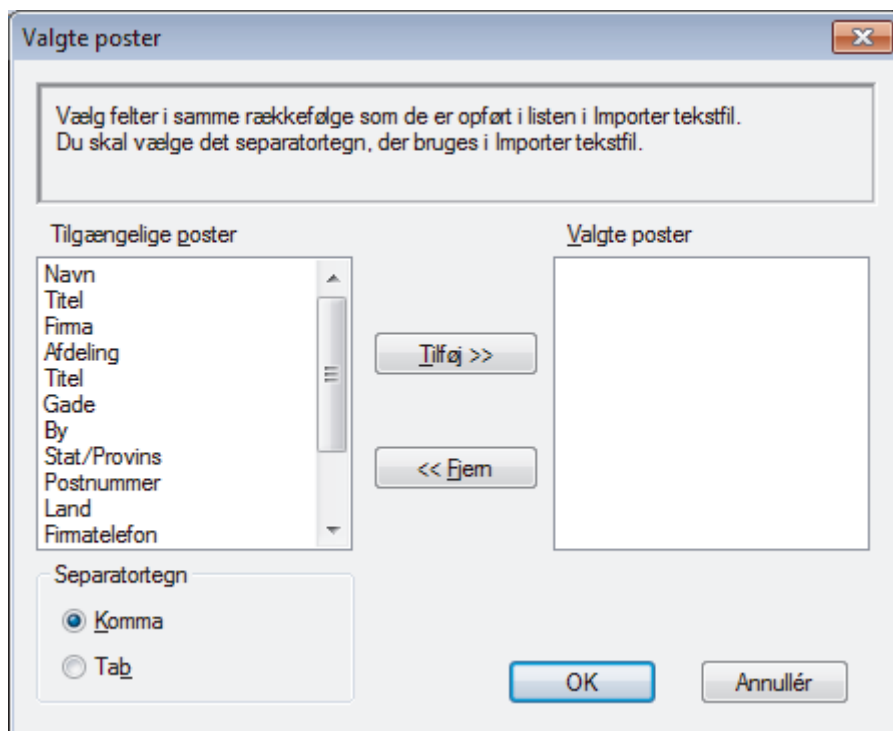 Valgte poster
Vælg felter i samme rækkefølge som de er opført i listen i Importer tekstfil.
Du skal vælge det separatortegn, der bruges i Importer tekstfil.
Tilgængelige poster
Navn
Titel
Firma
Afdeling
Titel
Gade
By
Stat/Provins
Postnummer
Land
Firmatelefon
Tilføj >>
<< Fjern
Valgte poster
Separatortegn
Komma
Tab
OK
Annullér